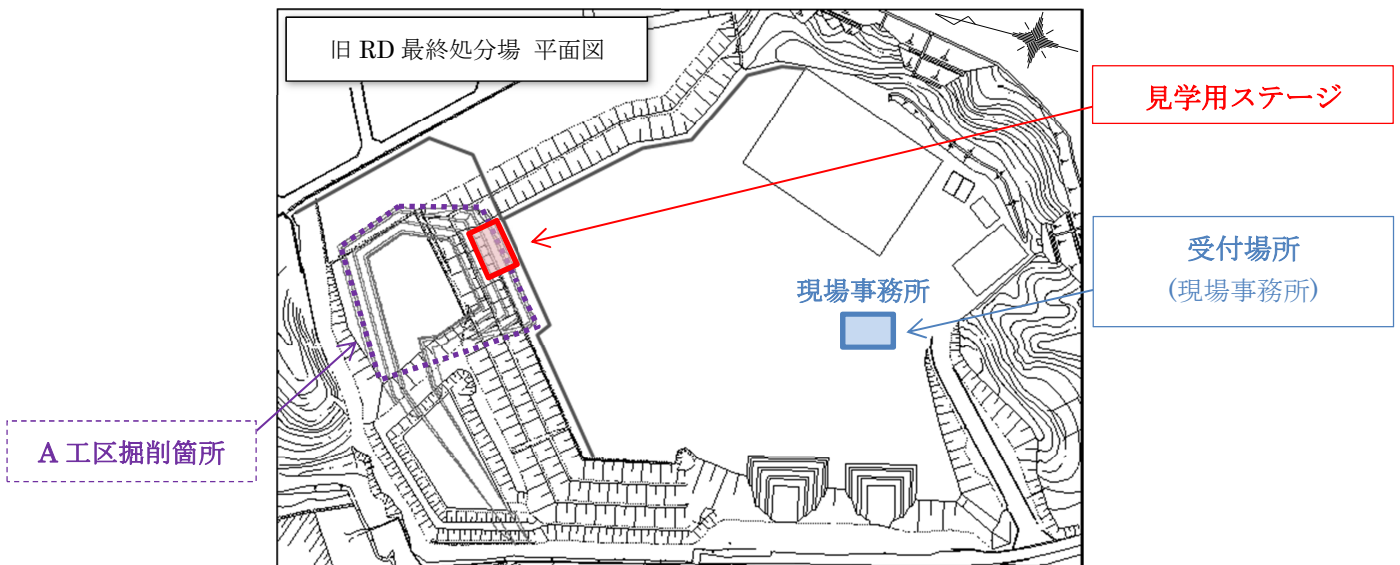 旧 RD 最終処分場 平面図
見学用ステージ
受付場所
(現場事務所)
現場事務所
A 工区掘削箇所